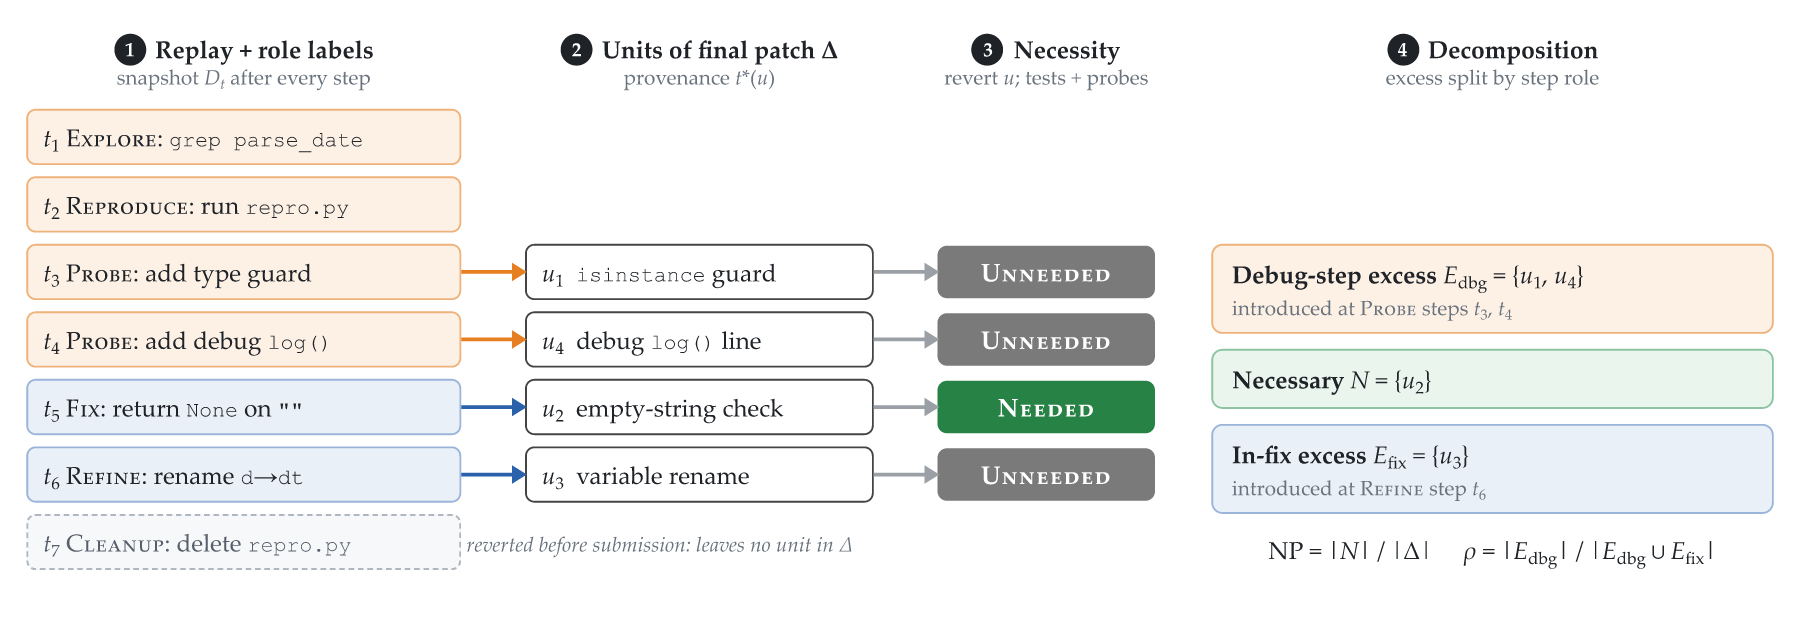 1 Replay + role labels
snapshot Dₜ after every step
t₁ Explore: grep parse_date
t₂ Reproduce: run repro.py
t₃ Probe: add type guard
t₄ Probe: add debug log()
t₅ Fix: return None on ""
t₆ Refine: rename d→dt
t₇ Cleanup: delete repro.py
reverted before submission: leaves no unit in Δ
2 Units of final patch Δ
provenance t*(u)
u₁ isinstance guard
u₄ debug log() line
u₂ empty-string check
u₃ variable rename
3 Necessity
revert u; tests + probes
Unneeded
Unneeded
Needed
Unneeded
4 Decomposition
excess split by step role
Debug-step excess E_dbg = {u₁, u₄}
introduced at Probe steps t₃, t₄
Necessary N = {u₂}
In-fix excess E_fix = {u₃}
introduced at Refine step t₆
NP = |N| / |Δ| ρ = |E_dbg| / |E_dbg ∪ E_fix|